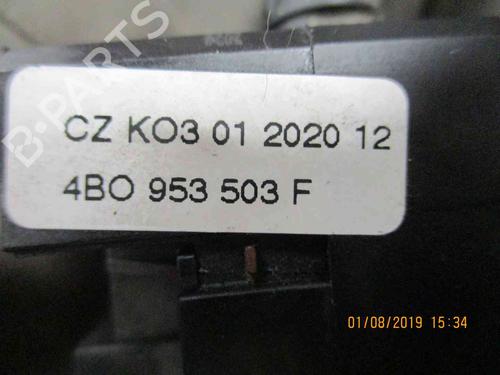 B-PARTS
CZ KO3 01 2020 12
4BO 953 503 F
01/08/2019 15:34